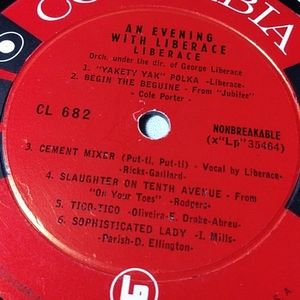 COLUMBIA
AN EVENING
WITH LIBERACE
LIBERACE
Orch. under the dir. of George Liberace
1. "YAKETY YAK" POLKA -Liberace-
2. BEGIN THE BEGUINE - From "Jubilee"
- Cole Porter -
CL 682
NONBREAKABLE
(x"Lp"35464)
3. CEMENT MIXER (Put-ti, Put-ti) - Vocal by Liberace-
-Ricks-Gaillard-
4. SLAUGHTER ON TENTH AVENUE - From
"On Your Toes" -Rodgers-
5. TICO-TICO -Oliveira-E. Drake-Abreu-
6. SOPHISTICATED LADY -I. Mills-
-Parish-D. Ellington-
Lp